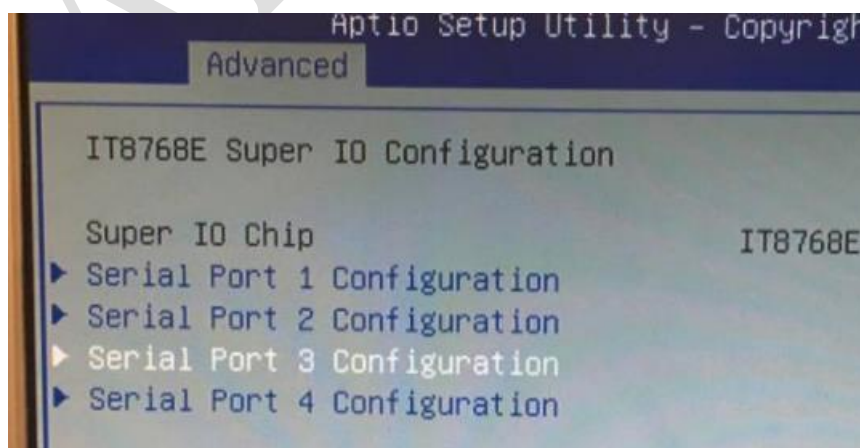 Aptio Setup Utility - Copyrigh
Advanced
IT8768E Super IO Configuration
Super IO Chip IT8768E
Serial Port 1 Configuration
Serial Port 2 Configuration
Serial Port 3 Configuration
Serial Port 4 Configuration